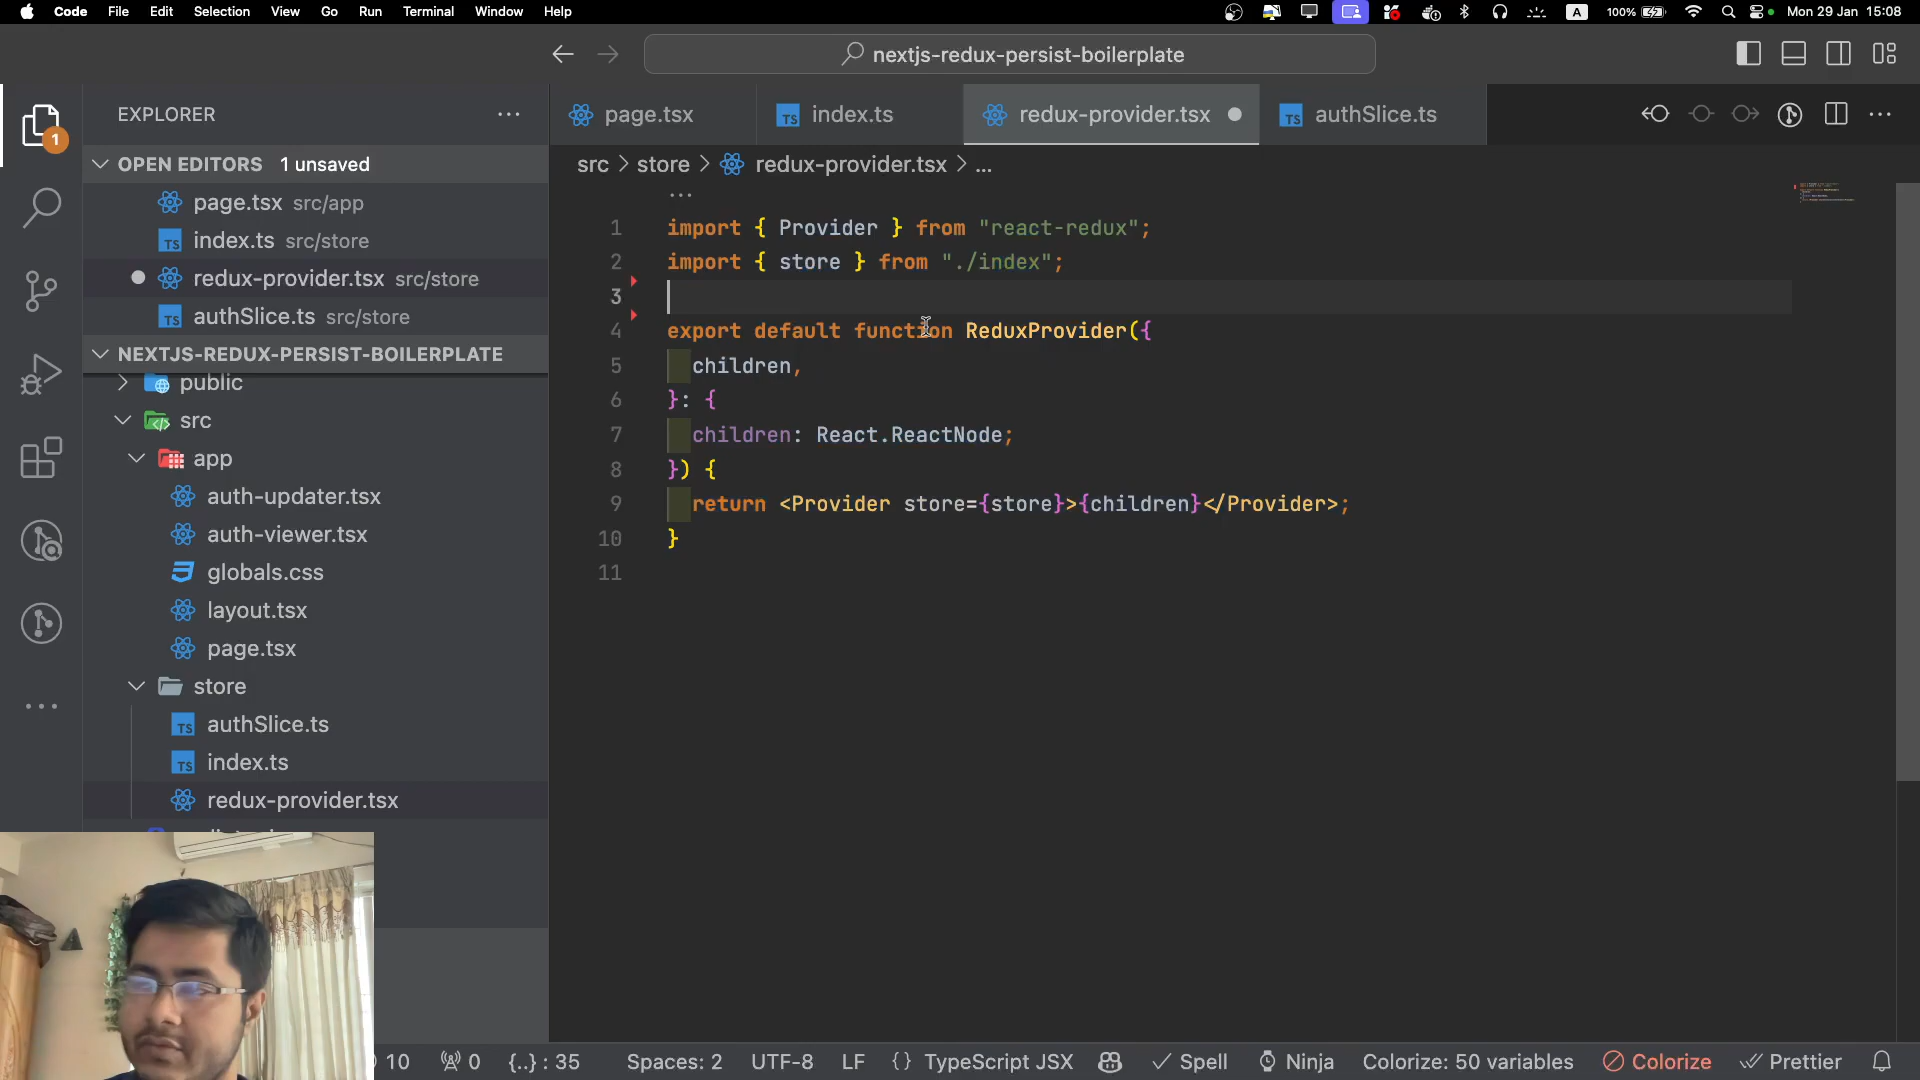 Code File Edit Selection View Go Run Terminal Window Help A 100% Mon 29 Jan 15:08
nextjs-redux-persist-boilerplate
EXPLORER
1
OPEN EDITORS 1 unsaved
page.tsx src/app
index.ts src/store
redux-provider.tsx src/store
authSlice.ts src/store
NEXTJS-REDUX-PERSIST-BOILERPLATE
public
src
app
auth-updater.tsx
auth-viewer.tsx
globals.css
layout.tsx
page.tsx
store
authSlice.ts
index.ts
redux-provider.tsx
page.tsx index.ts redux-provider.tsx authSlice.ts
src > store > redux-provider.tsx > ...
1 import { Provider } from "react-redux";
2 import { store } from "./index";
3
4 export default function ReduxProvider({
5 children,
6 }: {
7 children: React.ReactNode;
8 }) {
9 return <Provider store={store}>{children}</Provider>;
10 }
11
10 0 {..} : 35 Spaces: 2 UTF-8 LF {} TypeScript JSX Spell Ninja Colorize: 50 variables Colorize Prettier